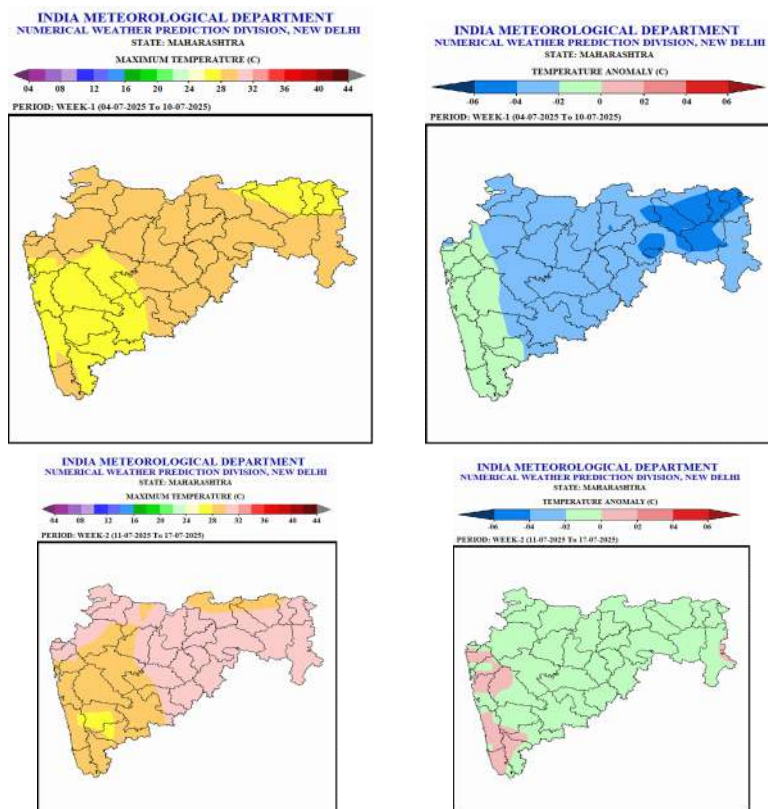 INDIA METEOROLOGICAL DEPARTMENT
NUMERICAL WEATHER PREDICTION DIVISION, NEW DELHI
STATE: MAHARASHTRA
MAXIMUM TEMPERATURE (C)
04 08 12 16 20 24 28 32 36 40 44
PERIOD: WEEK-1 (04-07-2025 To 10-07-2025)
INDIA METEOROLOGICAL DEPARTMENT
NUMERICAL WEATHER PREDICTION DIVISION, NEW DELHI
STATE: MAHARASHTRA
TEMPERATURE ANOMALY (C)
-06 -04 -02 0 02 04 06
PERIOD: WEEK-1 (04-07-2025 To 10-07-2025)
INDIA METEOROLOGICAL DEPARTMENT
NUMERICAL WEATHER PREDICTION DIVISION, NEW DELHI
STATE: MAHARASHTRA
MAXIMUM TEMPERATURE (C)
04 08 12 16 20 24 28 32 36 40 44
PERIOD: WEEK-2 (11-07-2025 To 17-07-2025)
INDIA METEOROLOGICAL DEPARTMENT
NUMERICAL WEATHER PREDICTION DIVISION, NEW DELHI
STATE: MAHARASHTRA
TEMPERATURE ANOMALY (C)
-06 -04 -02 0 02 04 06
PERIOD: WEEK-2 (11-07-2025 To 17-07-2025)